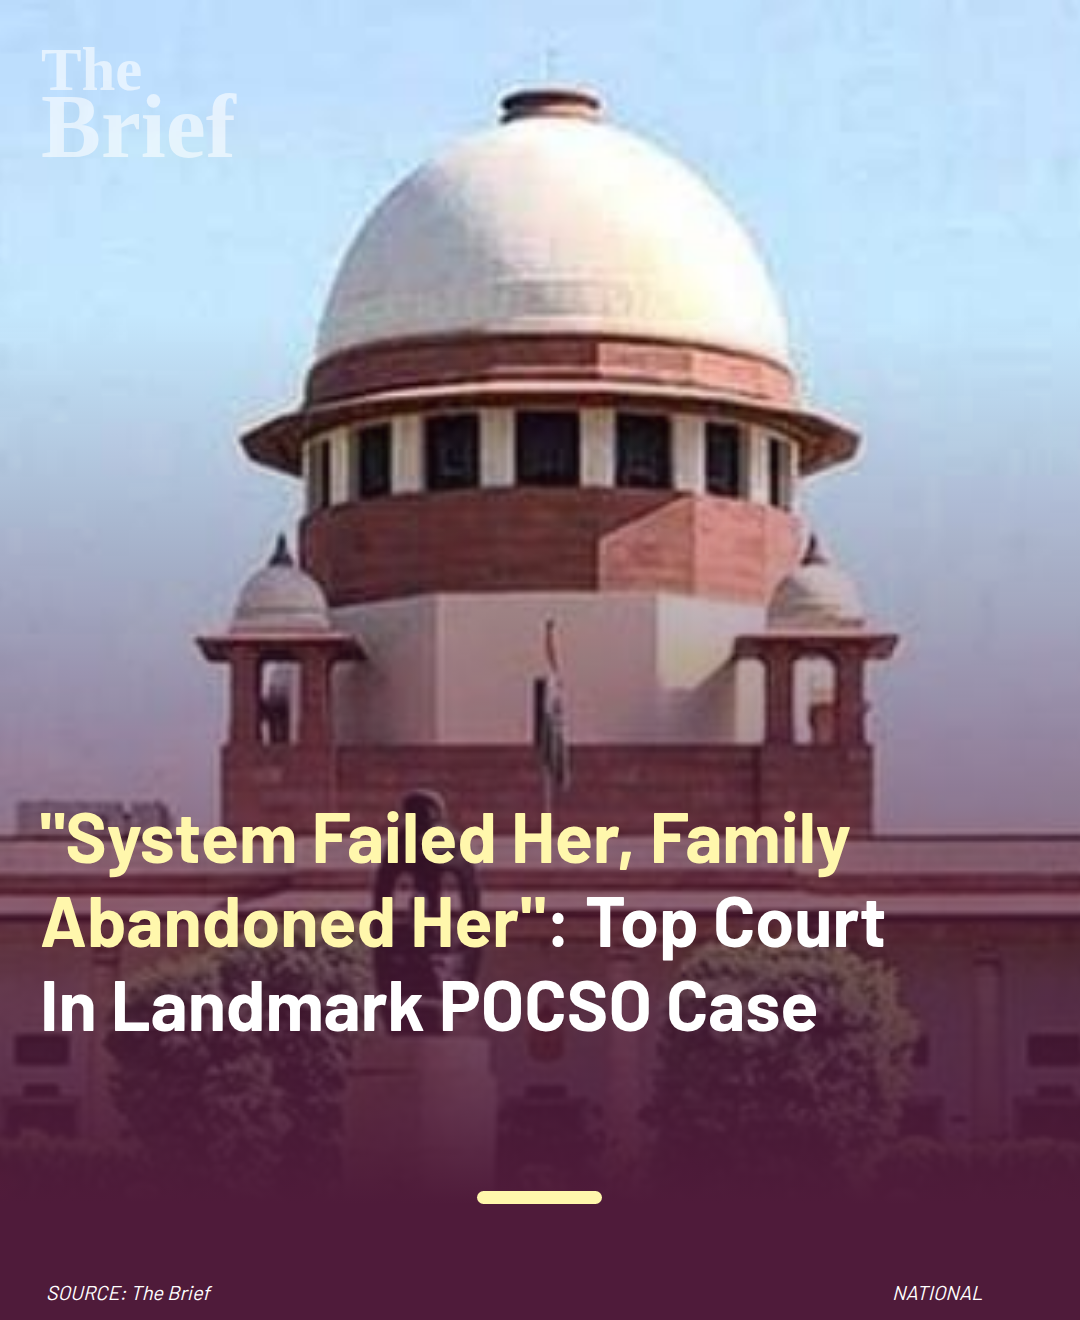 The
Brief
"System Failed Her, Family
Abandoned Her": Top Court
In Landmark POCSO Case
SOURCE: The Brief
NATIONAL